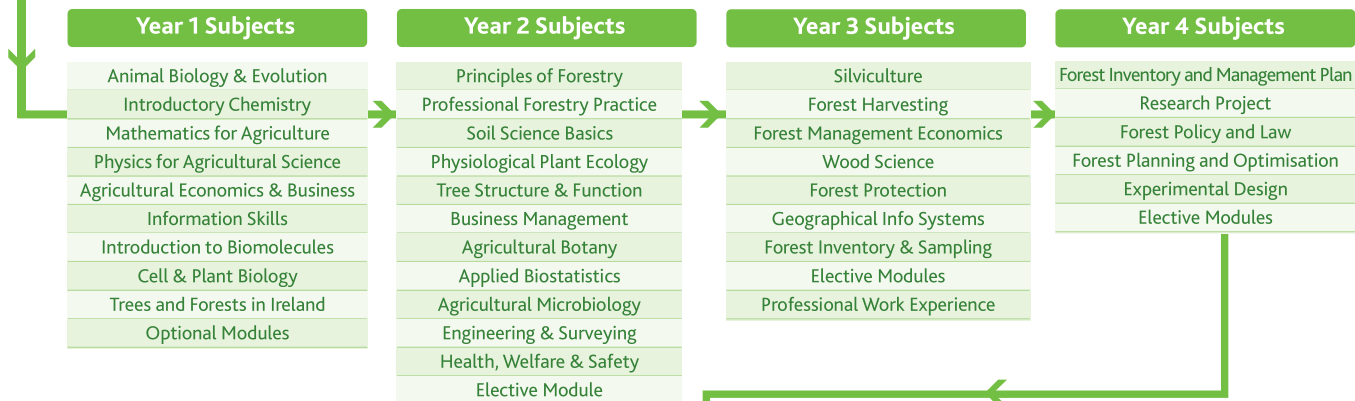 Year 1 Subjects
Animal Biology & Evolution
Introductory Chemistry
Mathematics for Agriculture
Physics for Agricultural Science
Agricultural Economics & Business
Information Skills
Introduction to Biomolecules
Cell & Plant Biology
Trees and Forests in Ireland
Optional Modules
Year 2 Subjects
Principles of Forestry
Professional Forestry Practice
Soil Science Basics
Physiological Plant Ecology
Tree Structure & Function
Business Management
Agricultural Botany
Applied Biostatistics
Agricultural Microbiology
Engineering & Surveying
Health, Welfare & Safety
Elective Module
Year 3 Subjects
Silviculture
Forest Harvesting
Forest Management Economics
Wood Science
Forest Protection
Geographical Info Systems
Forest Inventory & Sampling
Elective Modules
Professional Work Experience
Year 4 Subjects
Forest Inventory and Management Plan
Research Project
Forest Policy and Law
Forest Planning and Optimisation
Experimental Design
Elective Modules